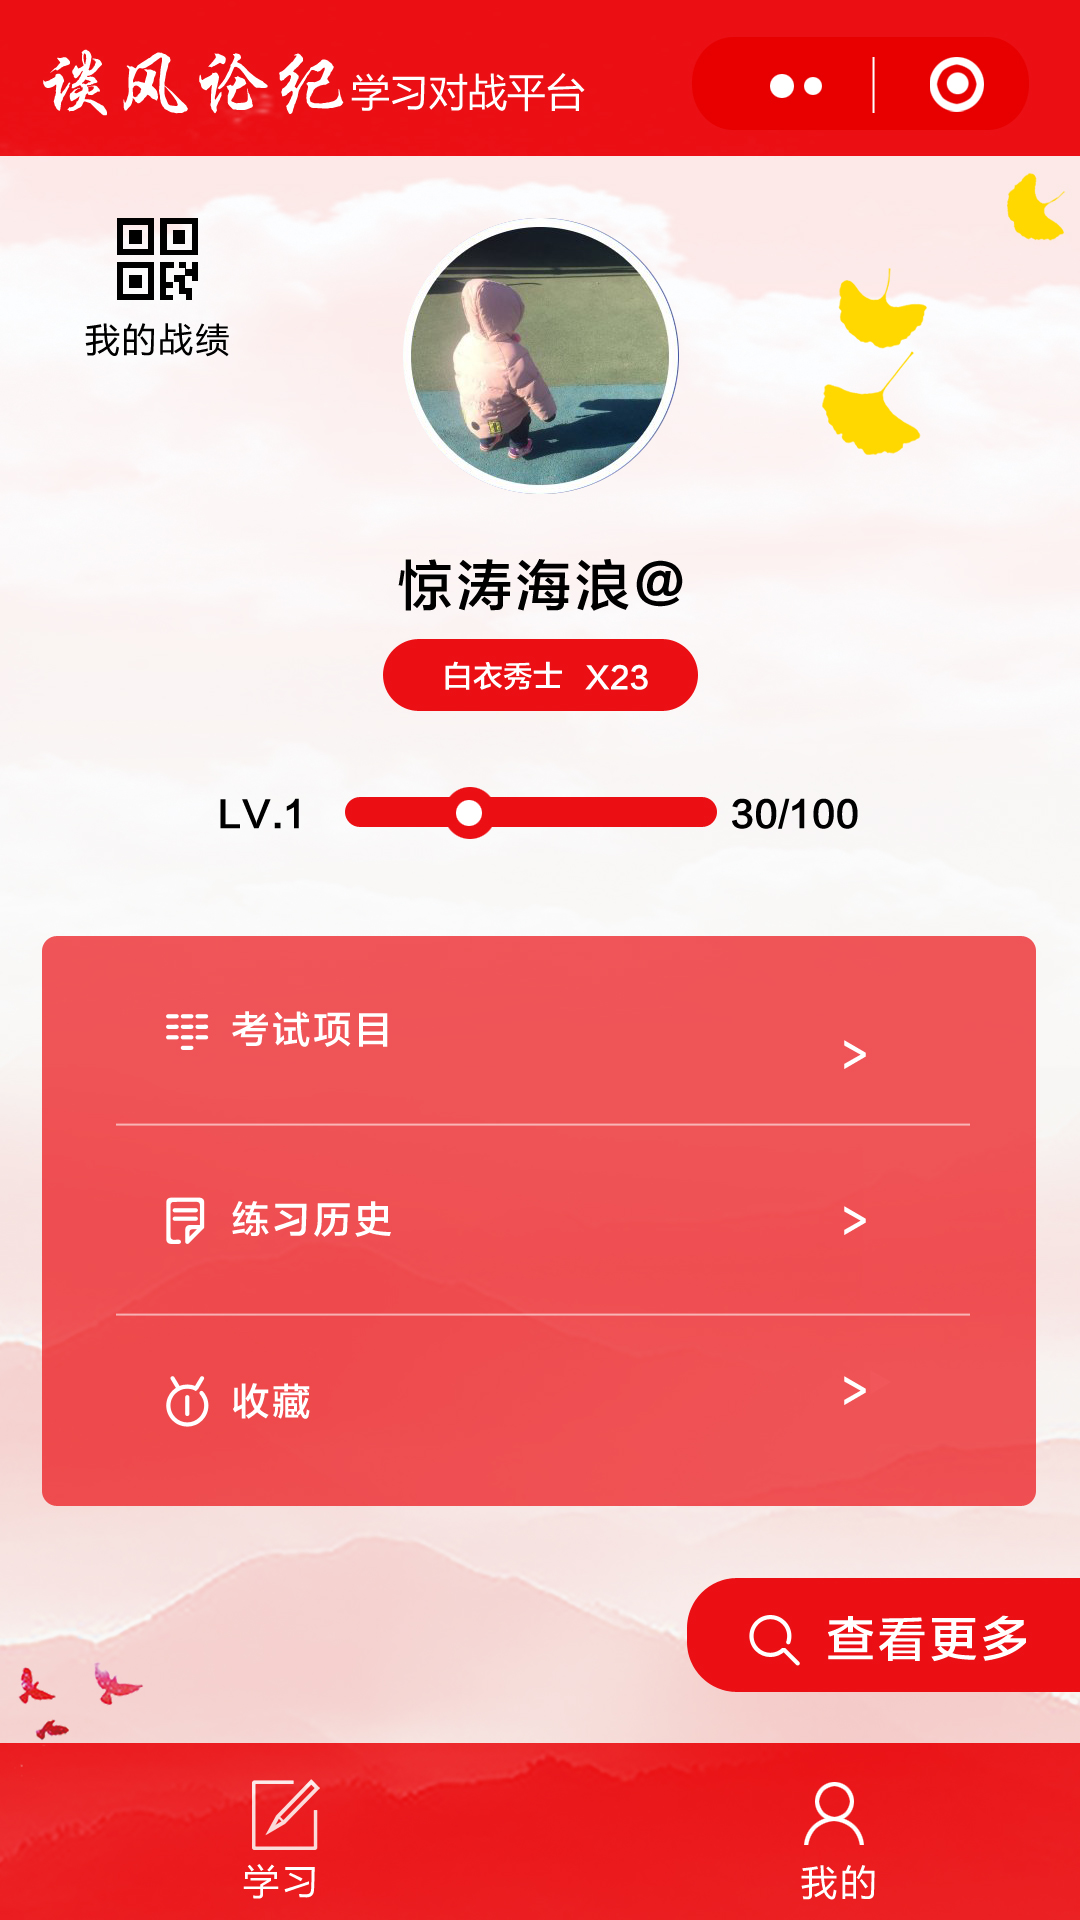 谈风论纪学习对战平台
我的战绩
惊涛海浪@
白衣秀士 X23
LV.1 30/100
考试项目 >
练习历史 >
收藏 >
查看更多
学习 我的